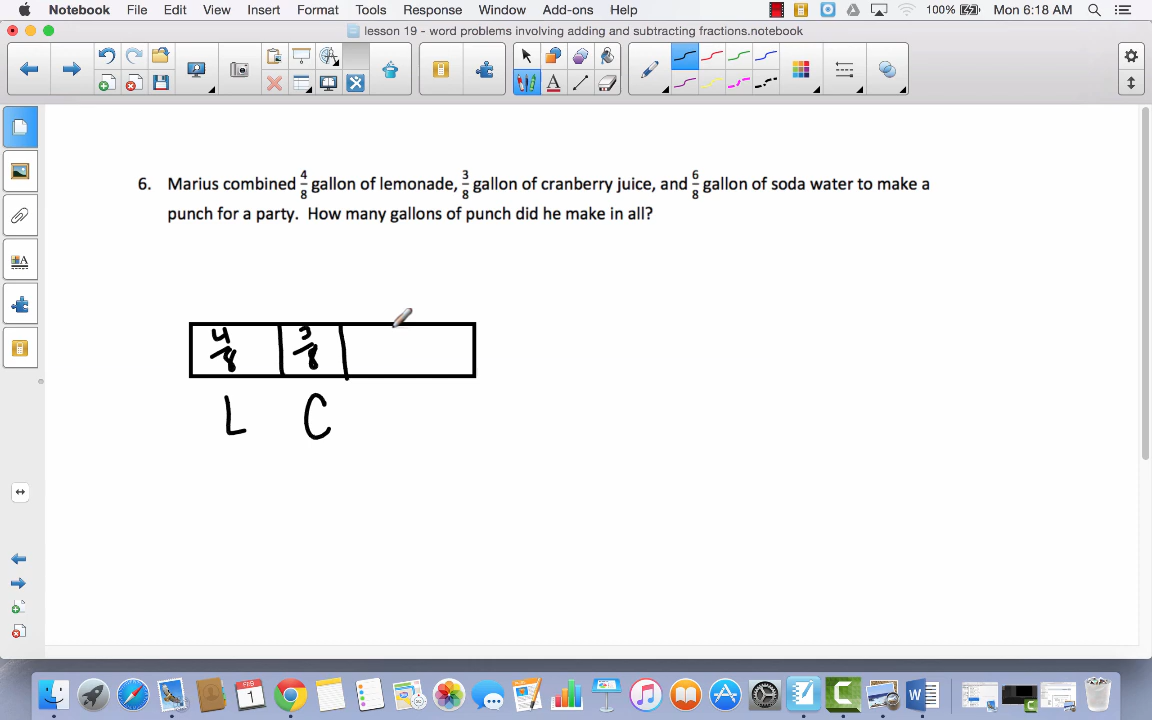 Notebook File Edit View Insert Format Tools Response Window Add-ons Help 100% Mon 6:18 AM
lesson 19 - word problems involving adding and subtracting fractions.notebook
6. Marius combined 4/8 gallon of lemonade, 3/8 gallon of cranberry juice, and 6/8 gallon of soda water to make a
punch for a party. How many gallons of punch did he make in all?
4/8 3/8
L C